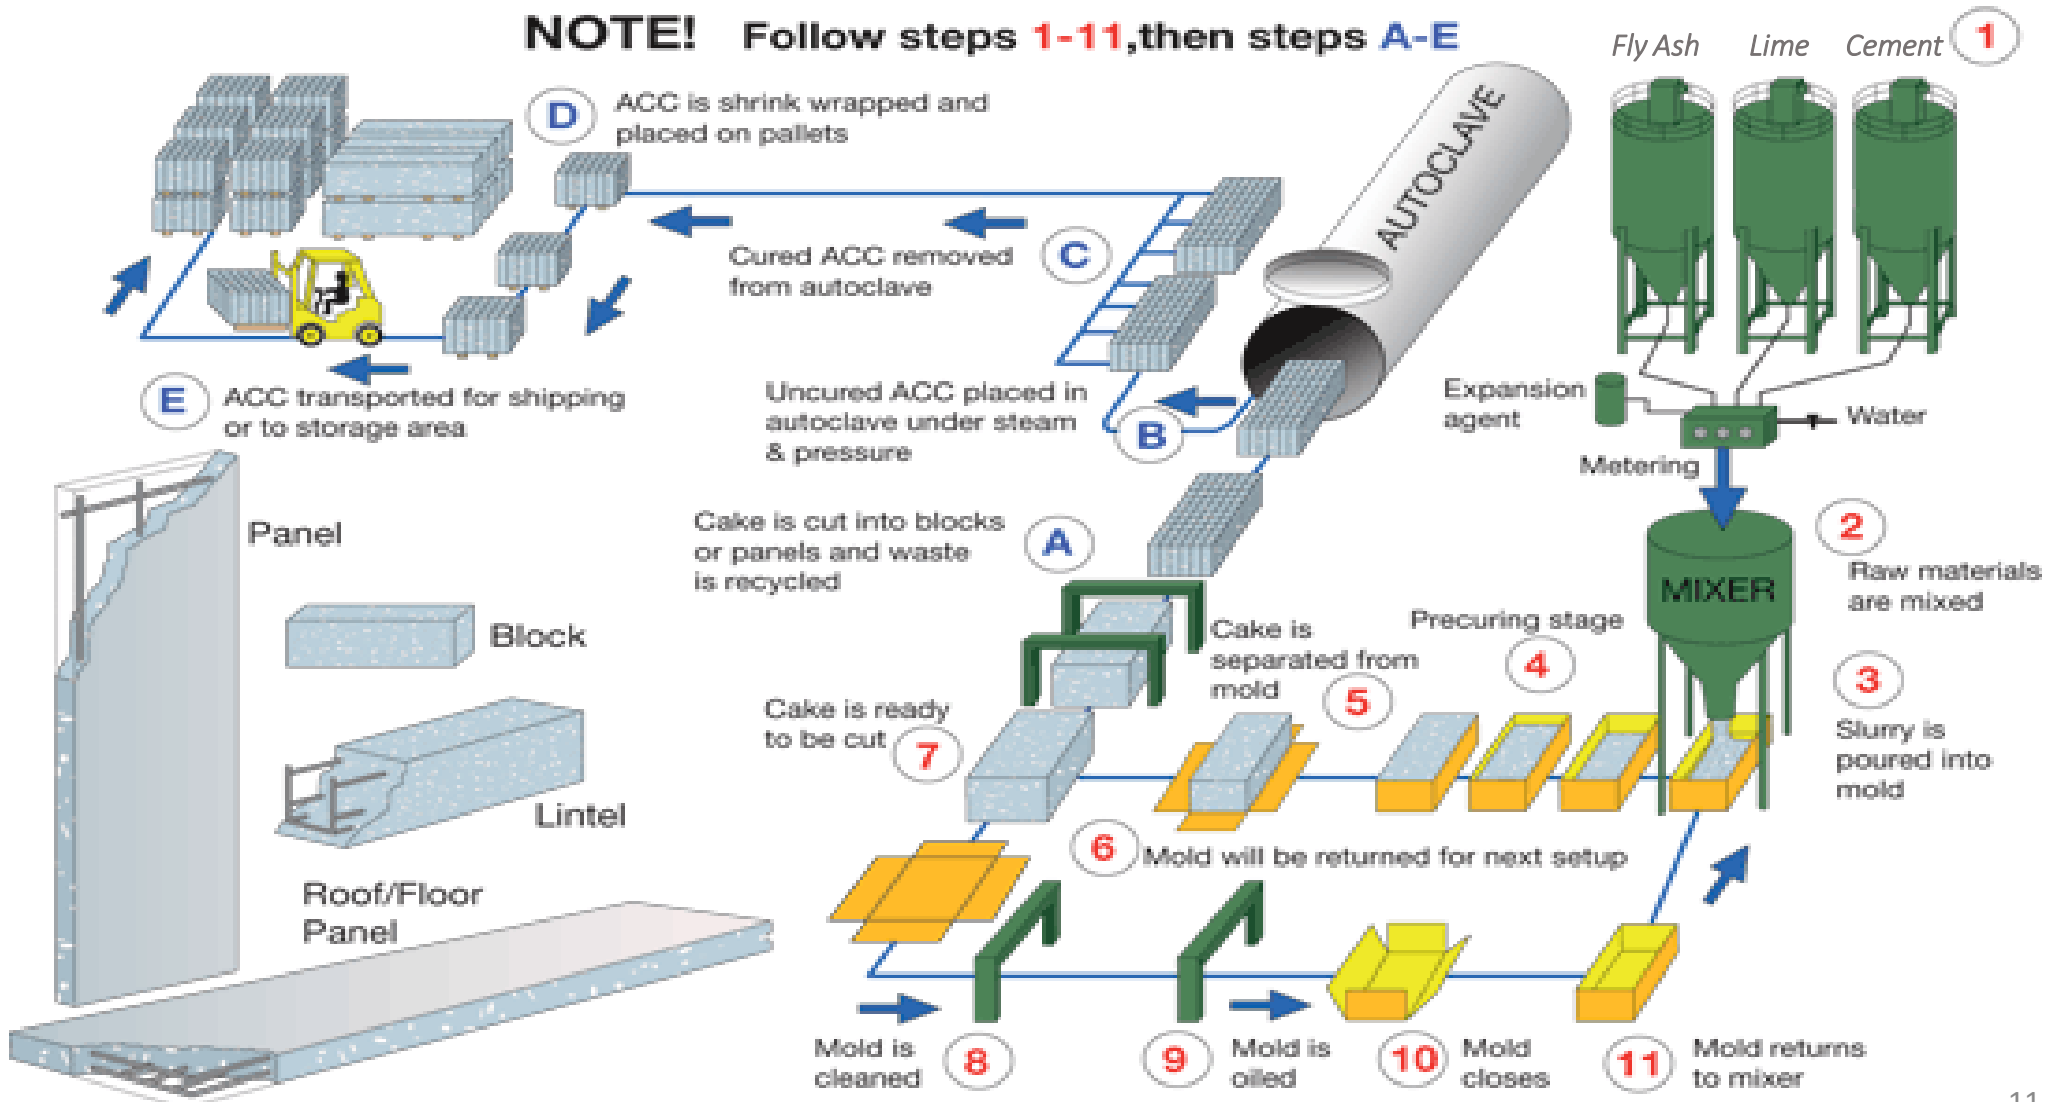 NOTE! Follow steps 1-11,then steps A-E
Fly Ash Lime Cement 1
D ACC is shrink wrapped and
placed on pallets
AUTOCLAVE
Cured ACC removed
from autoclave
C
E ACC transported for shipping
or to storage area
Uncured ACC placed in
autoclave under steam
& pressure
B
Expansion
agent
Water
Metering
Cake is cut into blocks
or panels and waste
is recycled
A
MIXER
2
Raw materials
are mixed
Panel
Block
Lintel
Roof/Floor
Panel
Precuring stage
4
3
Slurry is
poured into
mold
Cake is
separated from
mold
5
Cake is ready
to be cut
7
6 Mold will be returned for next setup
Mold is
cleaned
8
9 Mold is
oiled
10 Mold
closes
11 Mold returns
to mixer
11